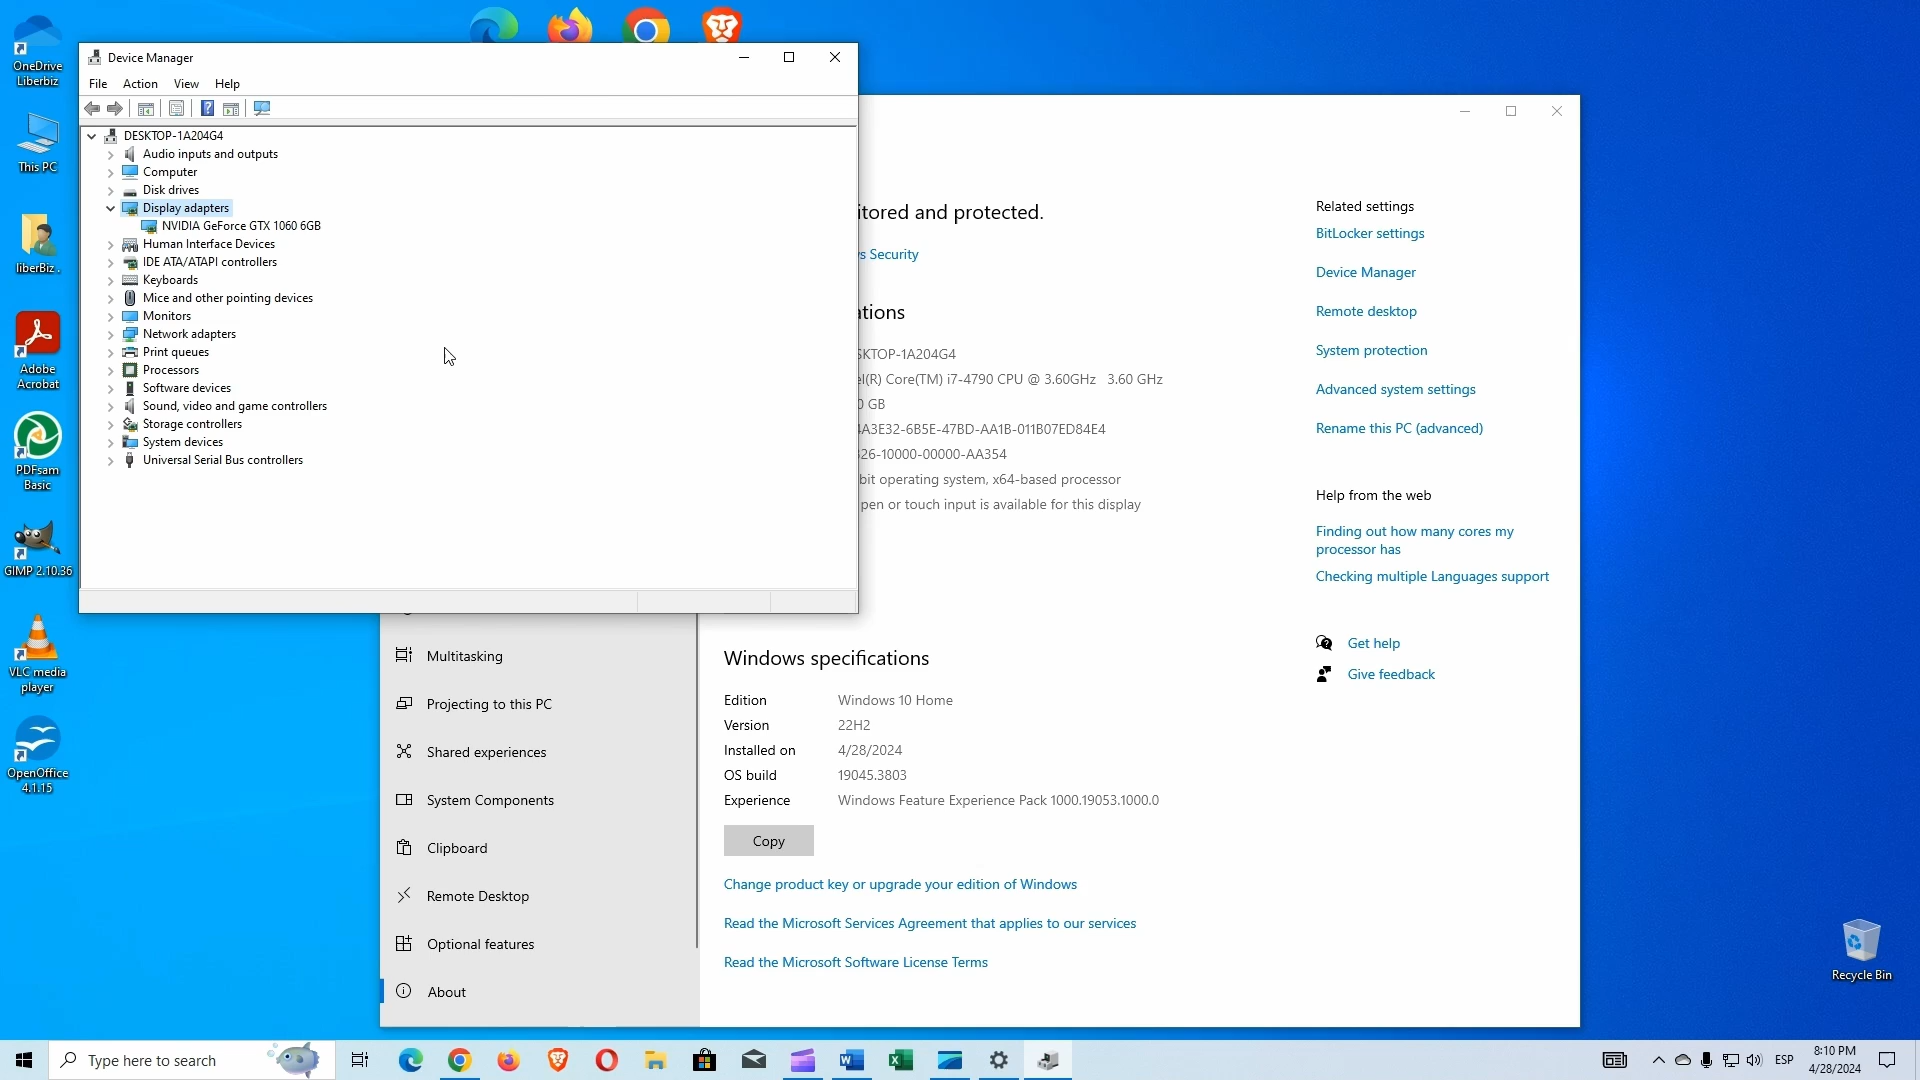 OneDrive
Liberbiz
This PC
liberBiz .
Adobe
Acrobat
PDFsam
Basic
GIMP 2.10.36
VLC media
player
OpenOffice
4.1.15
Device Manager
File Action View Help
DESKTOP-1A204G4
Audio inputs and outputs
Computer
Disk drives
Display adapters
NVIDIA GeForce GTX 1060 6GB
Human Interface Devices
IDE ATA/ATAPI controllers
Keyboards
Mice and other pointing devices
Monitors
Network adapters
Print queues
Processors
Software devices
Sound, video and game controllers
Storage controllers
System devices
Universal Serial Bus controllers
itored and protected.
s Security
ations
SKTOP-1A204G4
el(R) Core(TM) i7-4790 CPU @ 3.60GHz 3.60 GHz
0 GB
4A3E32-6B5E-47BD-AA1B-011B07ED84E4
26-10000-00000-AA354
bit operating system, x64-based processor
pen or touch input is available for this display
Related settings
BitLocker settings
Device Manager
Remote desktop
System protection
Advanced system settings
Rename this PC (advanced)
Help from the web
Finding out how many cores my
processor has
Checking multiple Languages support
Get help
Give feedback
Multitasking
Projecting to this PC
Shared experiences
System Components
Clipboard
Remote Desktop
Optional features
About
Windows specifications
Edition Windows 10 Home
Version 22H2
Installed on 4/28/2024
OS build 19045.3803
Experience Windows Feature Experience Pack 1000.19053.1000.0
Copy
Change product key or upgrade your edition of Windows
Read the Microsoft Services Agreement that applies to our services
Read the Microsoft Software License Terms
Recycle Bin
Type here to search
ESP
8:10 PM
4/28/2024